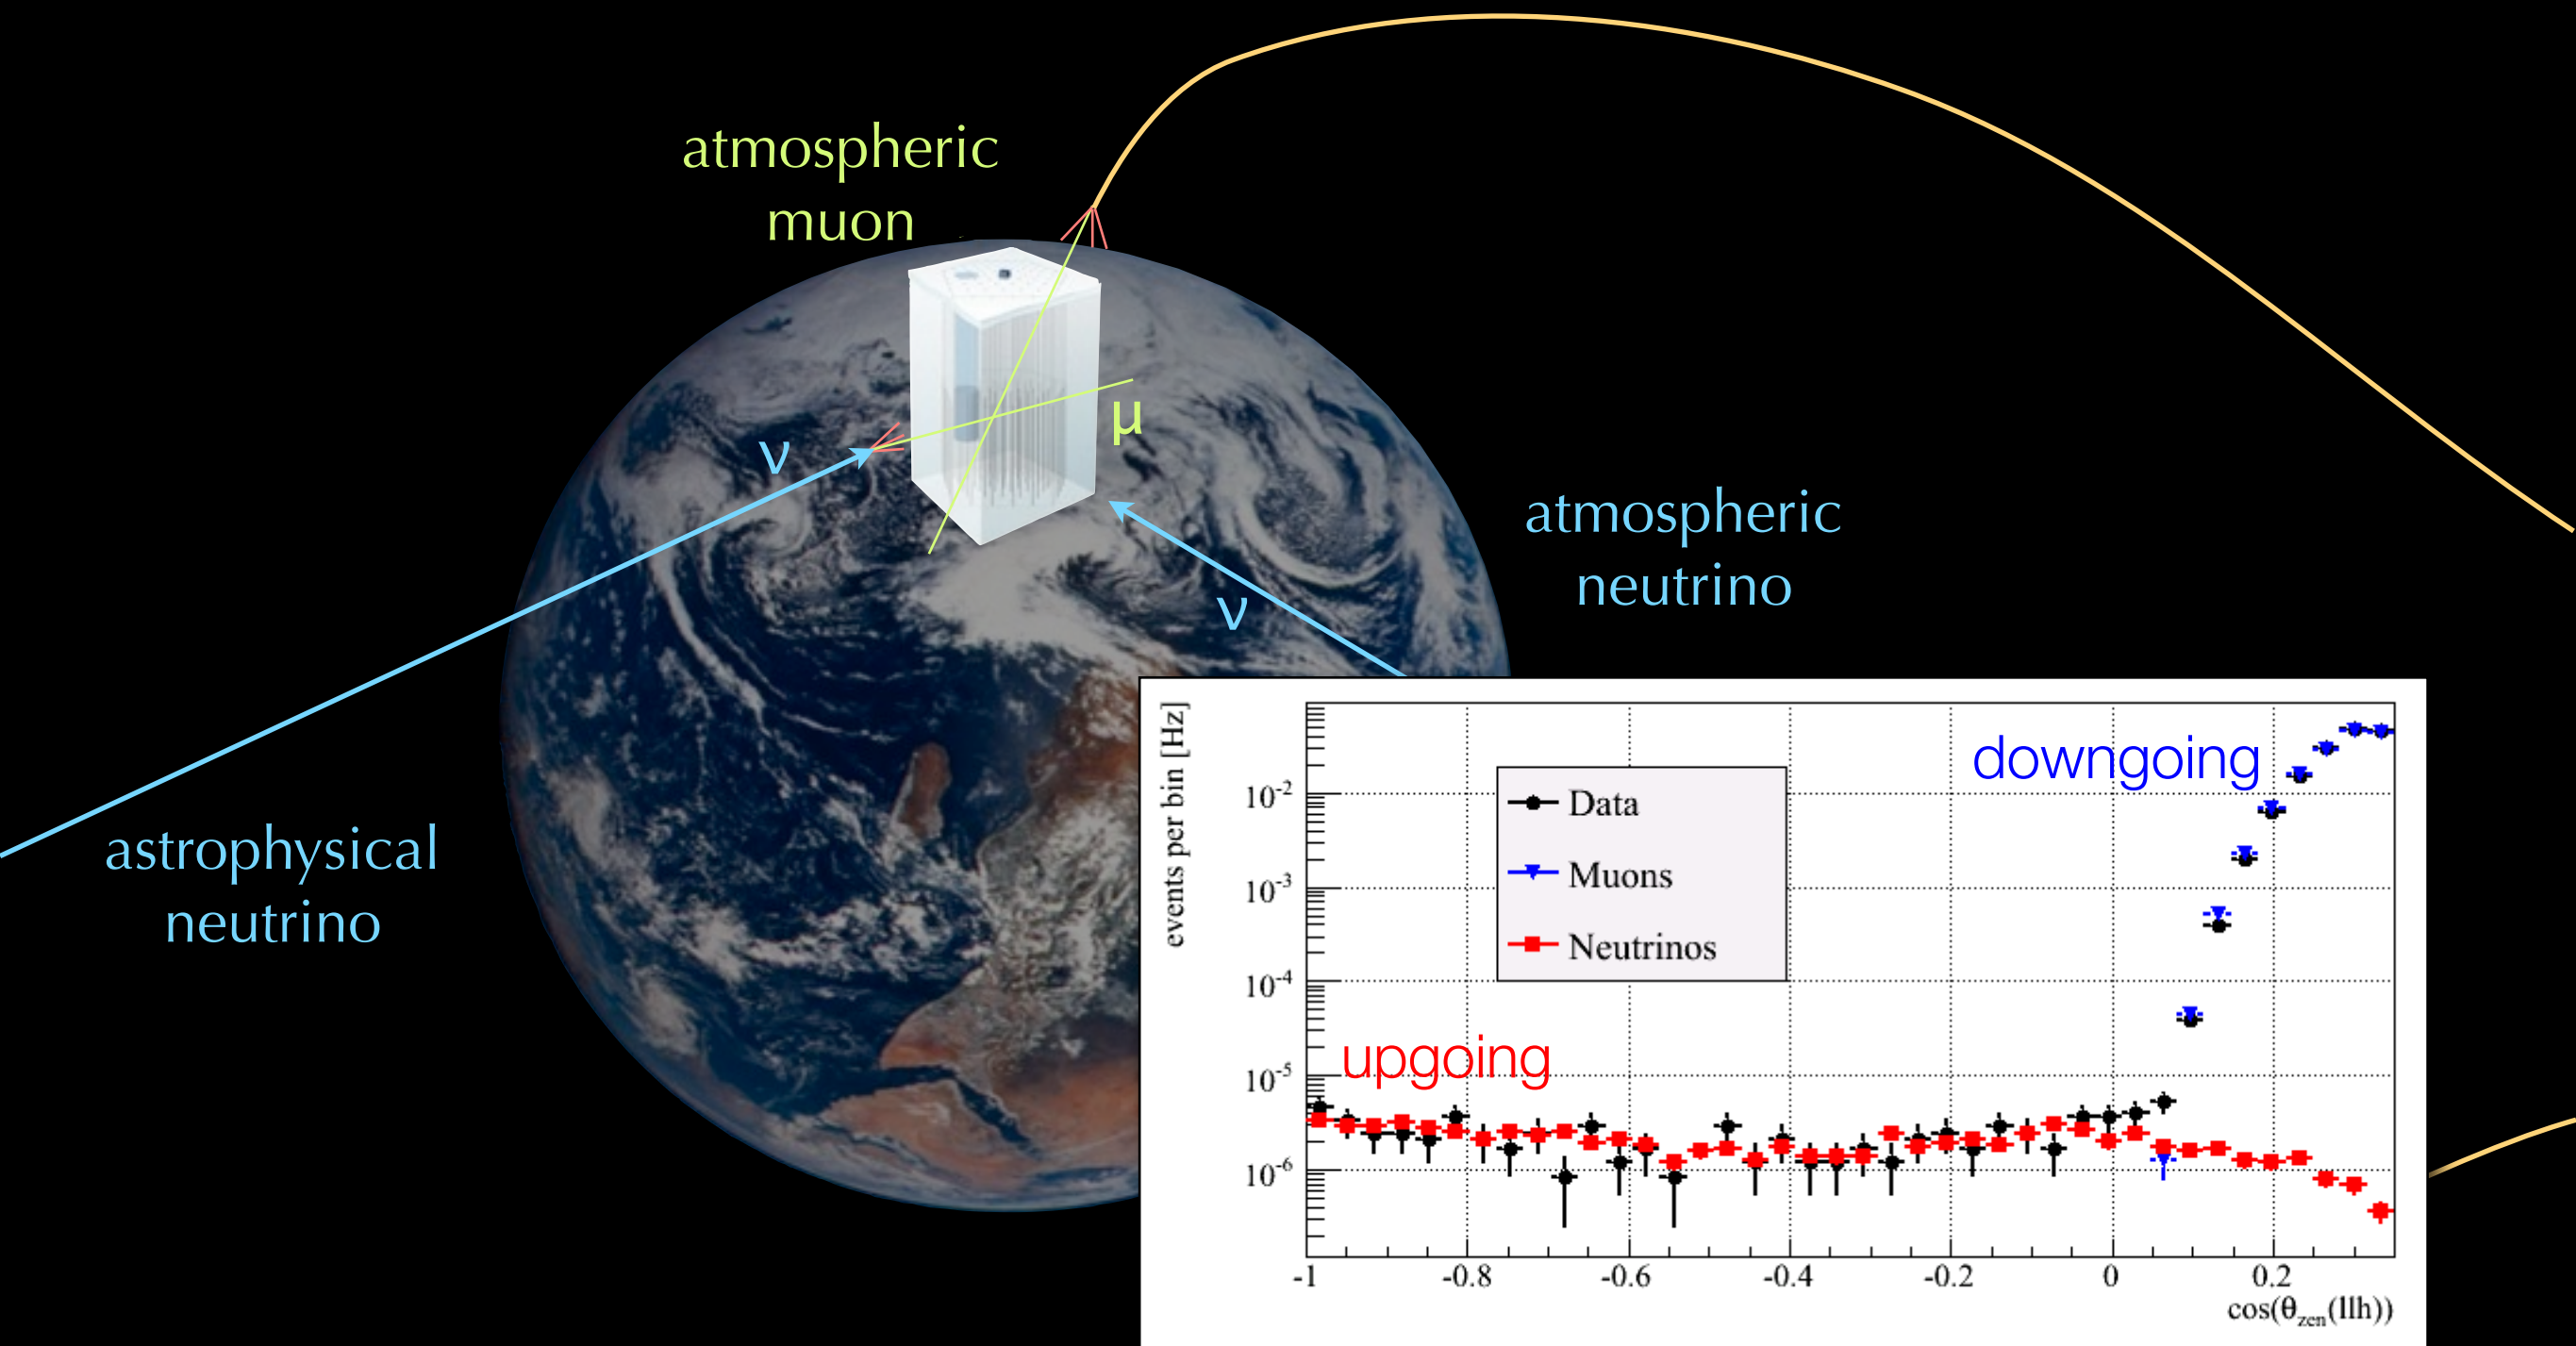 atmospheric
muon
μ
ν
atmospheric
neutrino
ν
astrophysical
neutrino
events per bin [Hz]
downgoing
Data
Muons
Neutrinos
upgoing
10-2
10-3
10-4
10-5
10-6
-1 -0.8 -0.6 -0.4 -0.2 0 0.2
cos(θzen(llh))